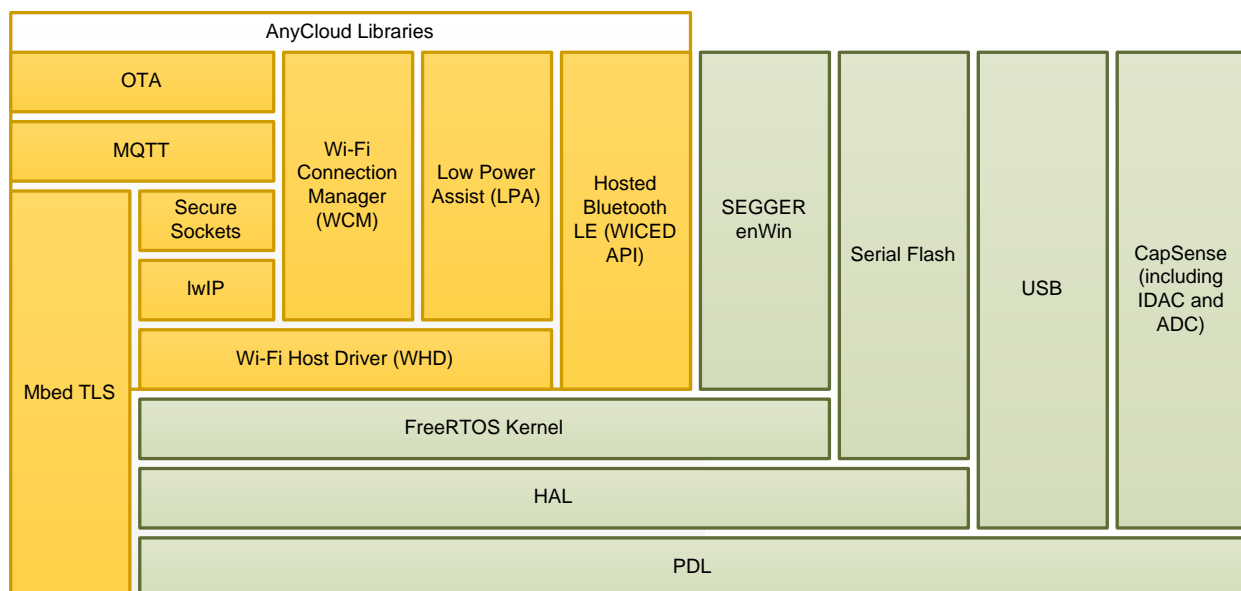 AnyCloud Libraries
OTA
MQTT
Mbed TLS
Secure
Sockets
lwIP
Wi-Fi
Connection
Manager
(WCM)
Low Power
Assist (LPA)
Wi-Fi Host Driver (WHD)
Hosted
Bluetooth
LE (WICED
API)
SEGGER
enWin
Serial Flash
USB
CapSense
(including
IDAC and
ADC)
FreeRTOS Kernel
HAL
PDL